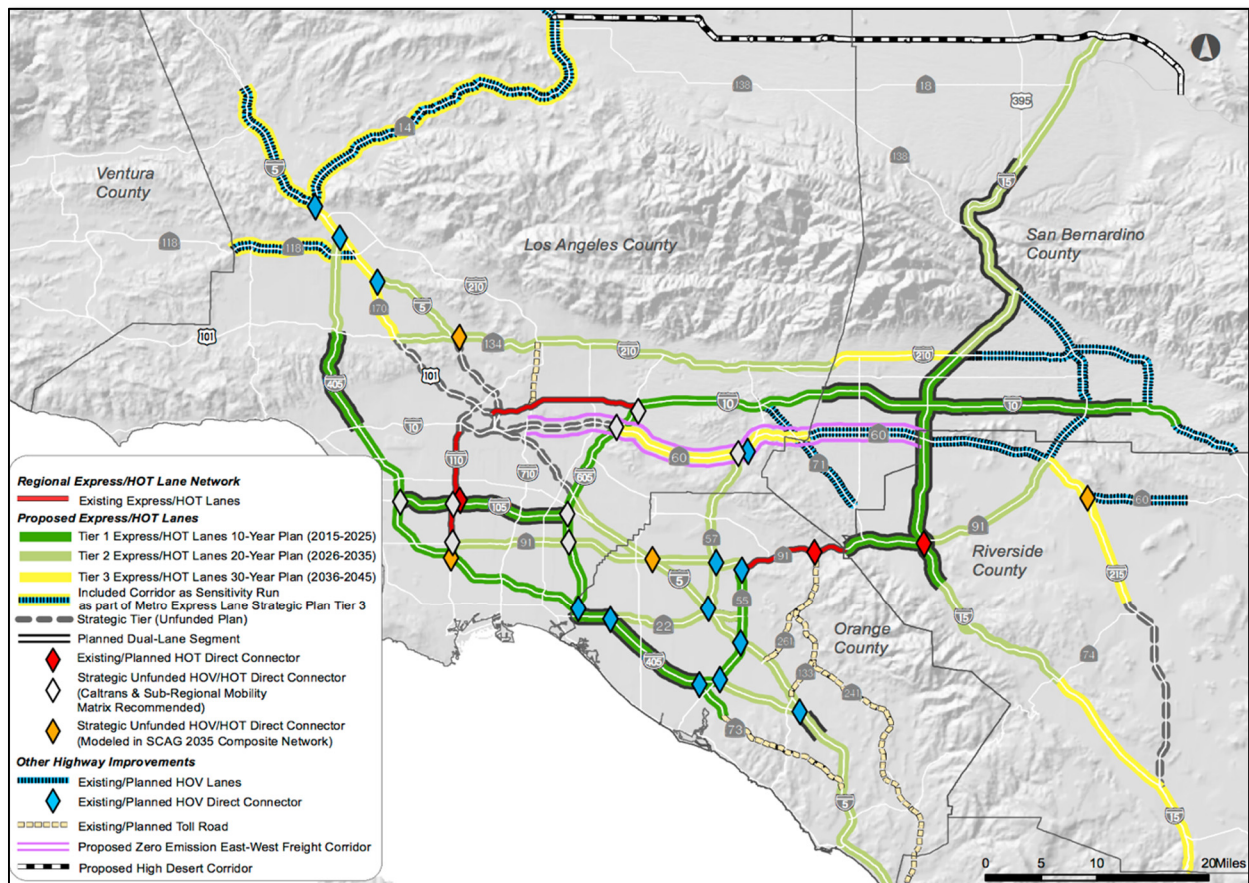 138
18
395
14
138
5
15
Ventura
County
Los Angeles County
San Bernardino
County
118
118
210
5
170
101
134
210
210
101
405
10
10
10
110
710
60
60
71
605
60
105
91
57
91
91
5
55
22
405
Riverside
County
215
15
74
Orange
County
261
133
241
73
5
15
Regional Express/HOT Lane Network
Existing Express/HOT Lanes
Proposed Express/HOT Lanes
Tier 1 Express/HOT Lanes 10-Year Plan (2015-2025)
Tier 2 Express/HOT Lanes 20-Year Plan (2026-2035)
Tier 3 Express/HOT Lanes 30-Year Plan (2036-2045)
Included Corridor as Sensitivity Run
as part of Metro Express Lane Strategic Plan Tier 3
Strategic Tier (Unfunded Plan)
Planned Dual-Lane Segment
Existing/Planned HOT Direct Connector
Strategic Unfunded HOV/HOT Direct Connector
(Caltrans & Sub-Regional Mobility
Matrix Recommended)
Strategic Unfunded HOV/HOT Direct Connector
(Modeled in SCAG 2035 Composite Network)
Other Highway Improvements
Existing/Planned HOV Lanes
Existing/Planned HOV Direct Connector
Existing/Planned Toll Road
Proposed Zero Emission East-West Freight Corridor
Proposed High Desert Corridor
0 5 10 20Miles